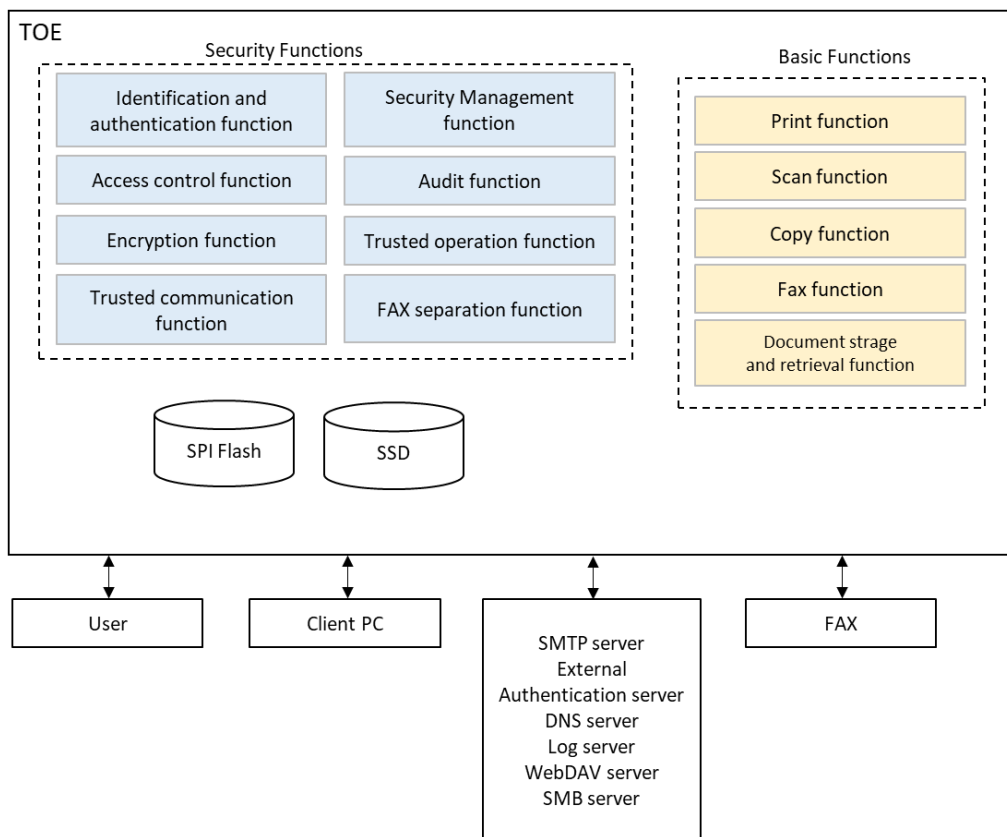 TOE
Security Functions
Identification and
authentication function
Security Management
function
Access control function
Audit function
Encryption function
Trusted operation function
Trusted communication
function
FAX separation function
Basic Functions
Print function
Scan function
Copy function
Fax function
Document strage
and retrieval function
SPI Flash
SSD
User
Client PC
SMTP server
External
Authentication server
DNS server
Log server
WebDAV server
SMB server
FAX